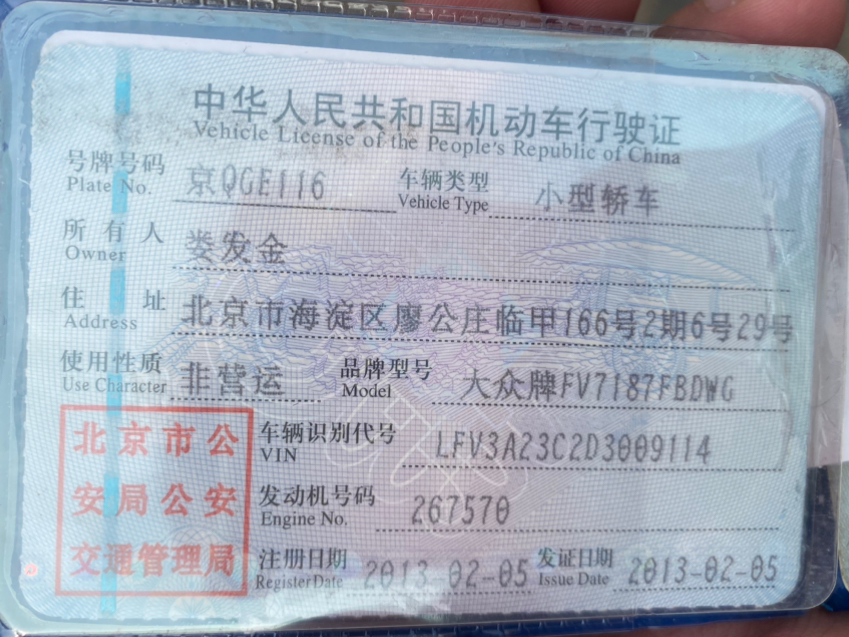 中华人民共和国机动车行驶证
Vehicle License of the People's Republic of China
号牌号码 京QGE116 车辆类型 小型轿车
Plate No. Vehicle Type
所有人 娄发金
Owner
住址 北京市海淀区廖公庄临甲166号2期6号29号
Address
使用性质 非营运 品牌型号 大众牌FV7187FBDWG
Use Character Model
北京市公 车辆识别代号 LFV3A23C2D3009114
VIN
安局公安 发动机号码 267570
Engine No.
交通管理局 注册日期 2013-02-05 发证日期 2013-02-05
Register Date Issue Date